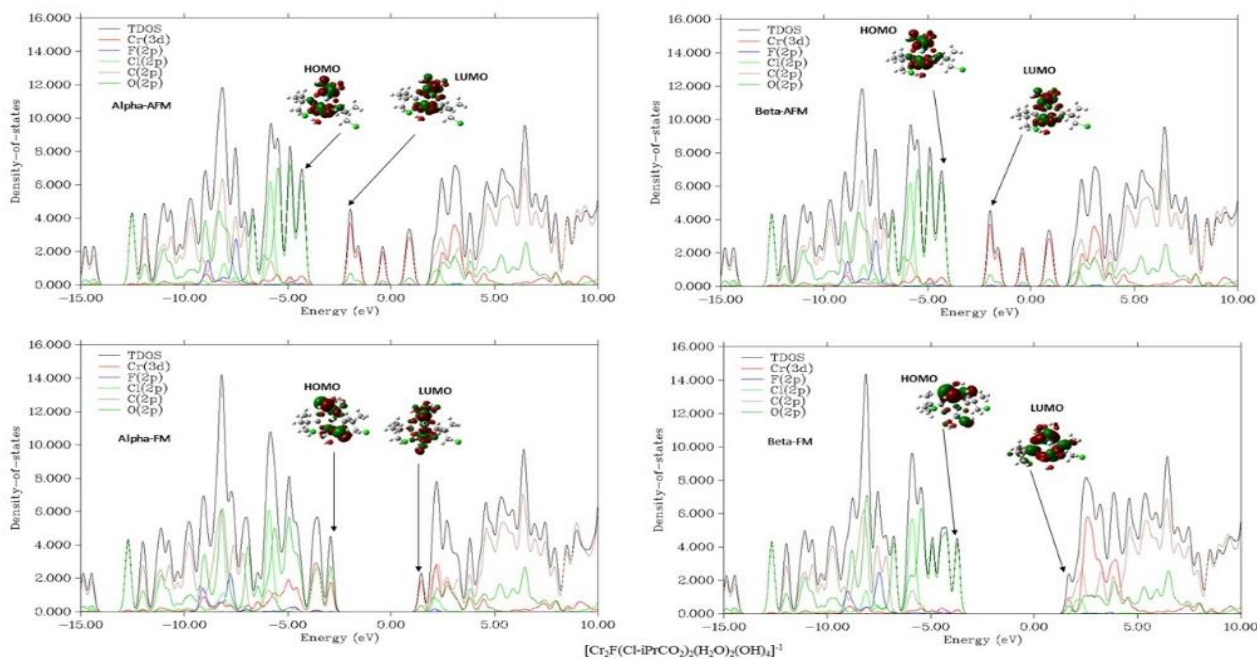 16.000
14.000
12.000
10.000
8.000
6.000
4.000
2.000
0.000
Density-of-states
TDOS
Cr(3d)
F(2p)
Cl(2p)
C(2p)
O(2p)
Alpha-AFM
HOMO
LUMO
-15.00 -10.00 -5.00 0.00 5.00 10.00
Energy (eV)
16.000
14.000
12.000
10.000
8.000
6.000
4.000
2.000
0.000
Density-of-states
TDOS
Cr(3d)
F(2p)
Cl(2p)
C(2p)
O(2p)
Beta-AFM
HOMO
LUMO
-15.00 -10.00 -5.00 0.00 5.00 10.00
Energy (eV)
16.000
14.000
12.000
10.000
8.000
6.000
4.000
2.000
0.000
Density-of-states
TDOS
Cr(3d)
F(2p)
Cl(2p)
C(2p)
O(2p)
Alpha-FM
HOMO
LUMO
-15.00 -10.00 -5.00 0.00 5.00 10.00
Energy (eV)
16.000
14.000
12.000
10.000
8.000
6.000
4.000
2.000
0.000
Density-of-states
TDOS
Cr(3d)
F(2p)
Cl(2p)
C(2p)
O(2p)
Beta-FM
HOMO
LUMO
-15.00 -10.00 -5.00 0.00 5.00 10.00
Energy (eV)
[Cr₂F(Cl-iPrCO₂)₂(H₂O)₂(OH)₄]⁻¹